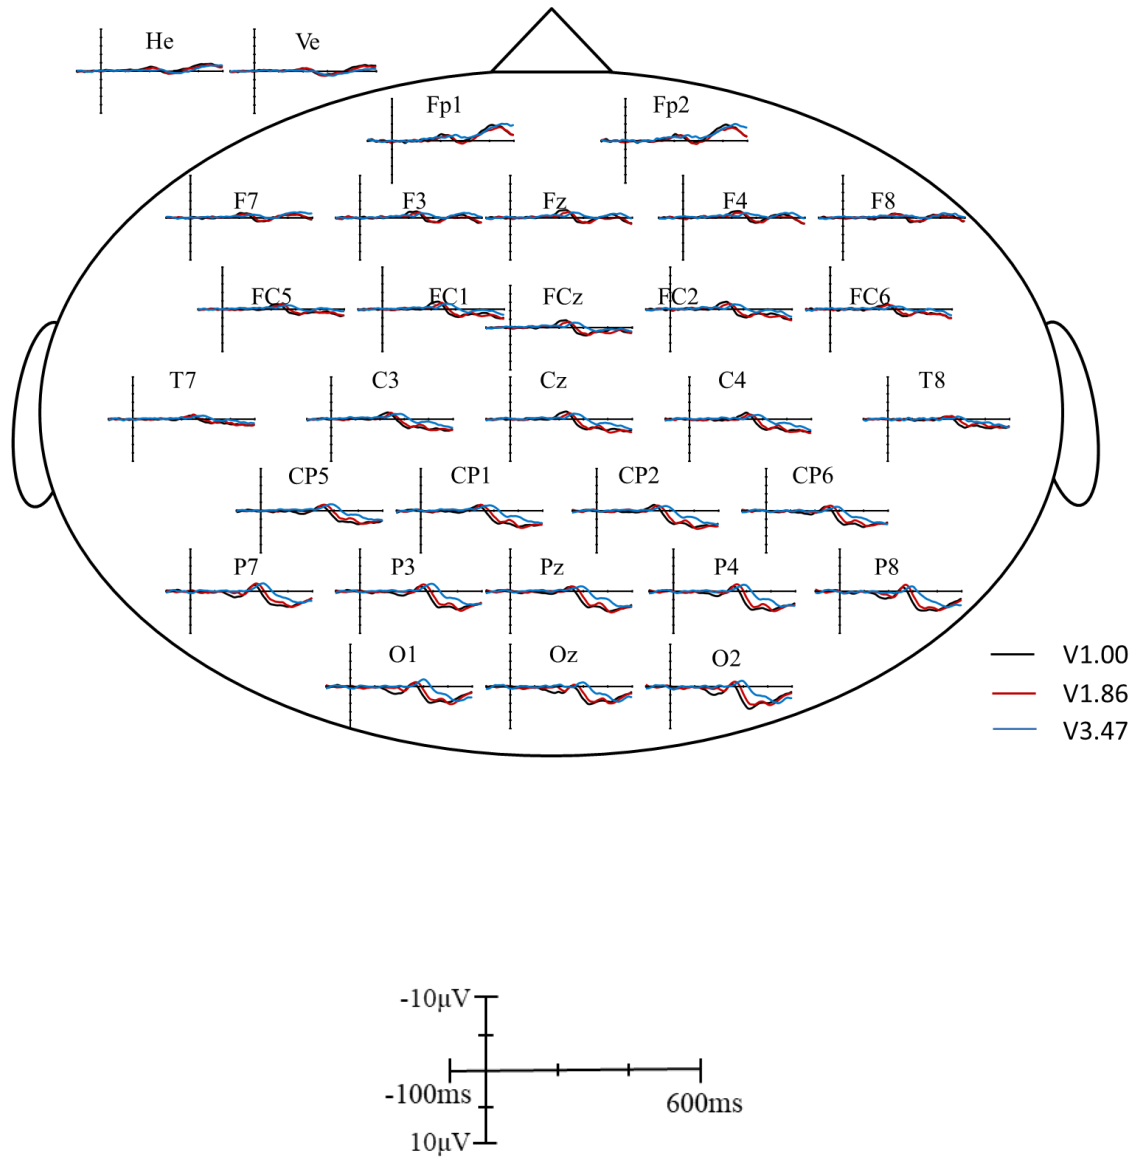 He Ve
Fp1 Fp2
F7 F3 Fz F4 F8
FC5 FC1 FCz FC2 FC6
T7 C3 Cz C4 T8
CP5 CP1 CP2 CP6
P7 P3 Pz P4 P8
O1 Oz O2
V1.00
V1.86
V3.47
-10μV
-100ms
600ms
10μV